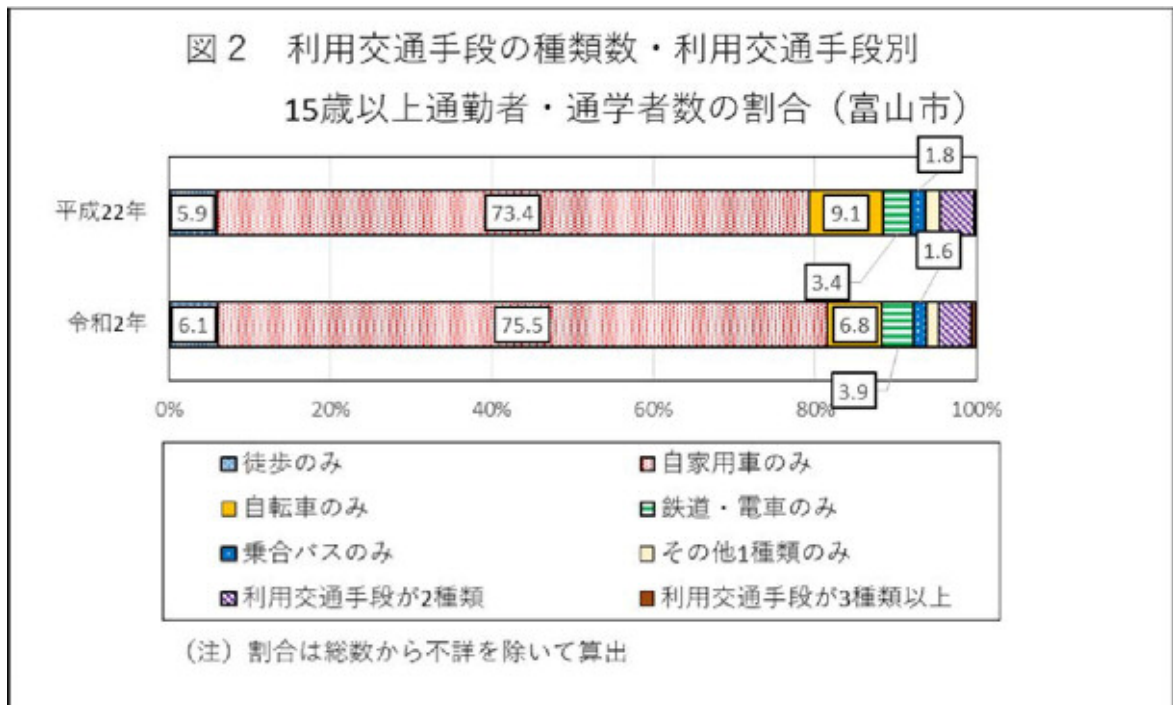 図2 利用交通手段の種類数・利用交通手段別
15歳以上通勤者・通学者数の割合（富山市）
1.8
平成22年
5.9
73.4
9.1
3.4
1.6
令和2年
6.1
75.5
6.8
3.9
0%
20%
40%
60%
80%
100%
徒歩のみ
自家用車のみ
自転車のみ
鉄道・電車のみ
乗合バスのみ
その他1種類のみ
利用交通手段が2種類
利用交通手段が3種類以上
（注）割合は総数から不詳を除いて算出